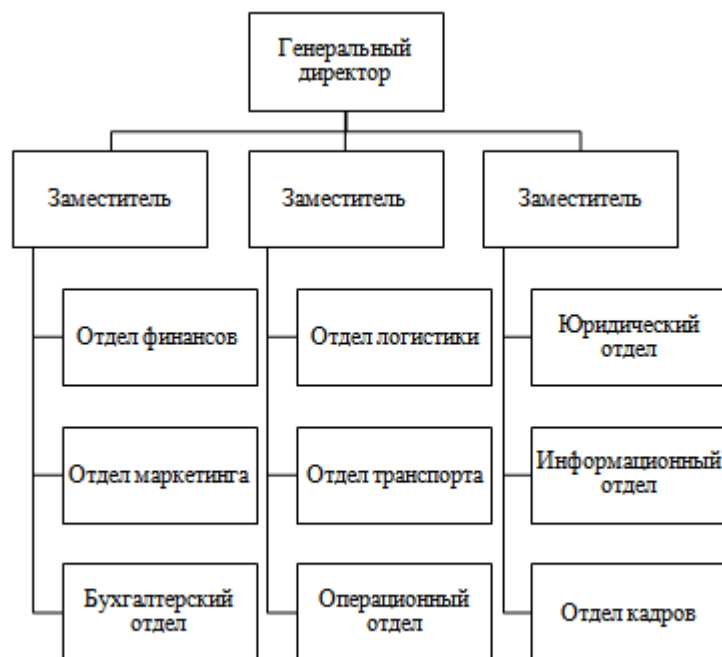 Генеральный
директор
Заместитель
Заместитель
Заместитель
Отдел финансов
Отдел логистики
Юридический
отдел
Отдел маркетинга
Отдел транспорта
Информационный
отдел
Бухгалтерский
отдел
Операционный
отдел
Отдел кадров